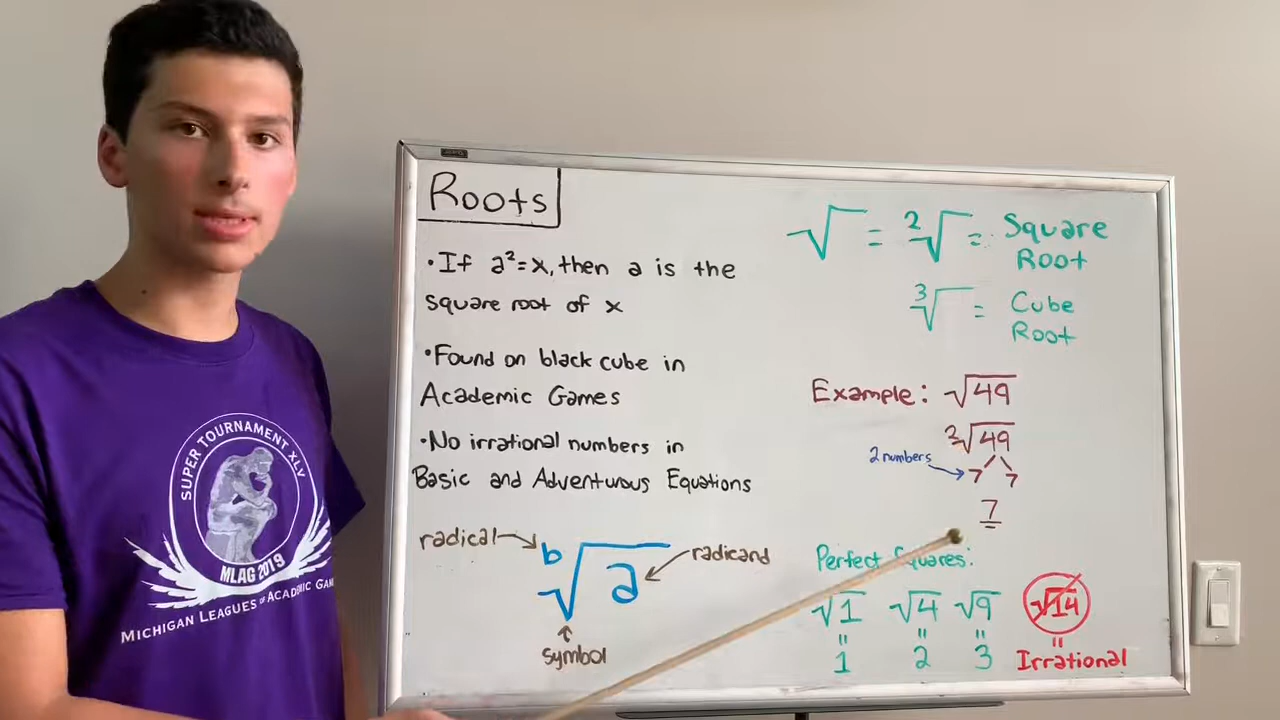 Roots
•If a²=x, then a is the
square root of x
•Found on black cube in
Academic Games
•No irrational numbers in
Basic and Adventurous Equations
radical
b
√a
radicand
symbol
√ = ²√ = Square
Root
³√ = Cube
Root
Example: √49
²√49
2 numbers
7 7
7
Perfect Squares:
√1 √4 √9 √14
" " " "
1 2 3 Irrational
SUPER TOURNAMENT XLV
MLAG 2019
MICHIGAN LEAGUES OF ACADEMIC GAM